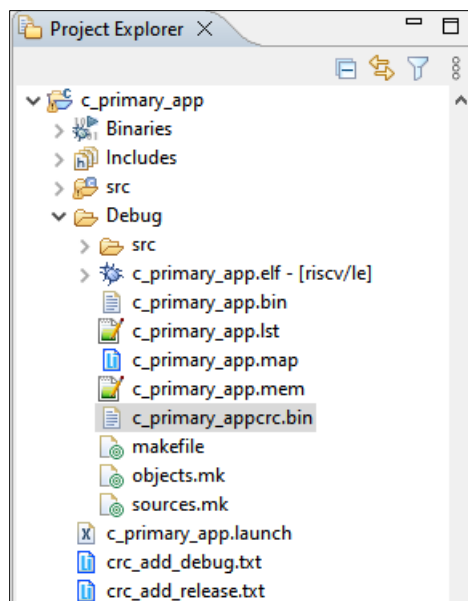 Project Explorer
c_primary_app
Binaries
Includes
src
Debug
src
c_primary_app.elf - [riscv/le]
c_primary_app.bin
c_primary_app.lst
c_primary_app.map
c_primary_app.mem
c_primary_appcrc.bin
makefile
objects.mk
sources.mk
c_primary_app.launch
crc_add_debug.txt
crc_add_release.txt